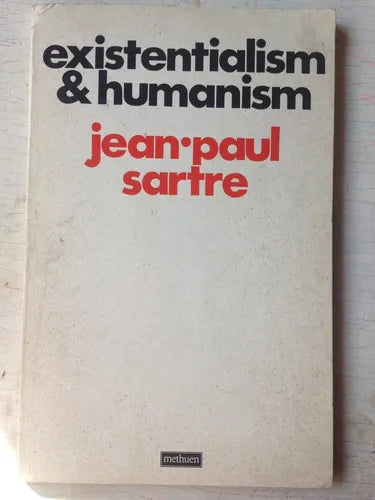 existentialism
& humanism
jean·paul
sartre
methuen